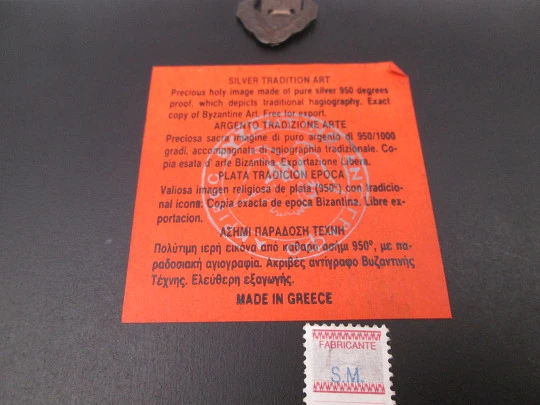 SILVER TRADITION ART
Precious holy image made of pure silver 950 degrees
proof, which depicts traditional hagiography. Exact
copy of Byzantine Art. Free for export.
ARGENTO TRADIZIONE ARTE
Preziosa sacra imagine di puro argento di 950/1000
gradi, accompagnata di agiographia tradizionale. Co-
pia esata d' arte Bizantina. Exportazione Libera.
PLATA TRADICION EPOCA
Valiosa imagen religiosa de plata (950°) con tradicio-
nal icona. Copia exacta de epoca Bizantina. Libre ex-
portacion.
ΑΣΗΜΙ ΠΑΡΑΔΟΣΗ ΤΕΧΝΗ
Πολύτιμη ιερή εικόνα από καθαρό ασήμι 950°, με πα-
ραδοσιακή αγιογραφία. Ακριβές αντίγραφο Βυζαντινής
Τέχνης. Ελεύθερη εξαγωγής.
MADE IN GREECE
FABRICANTE
S.M.